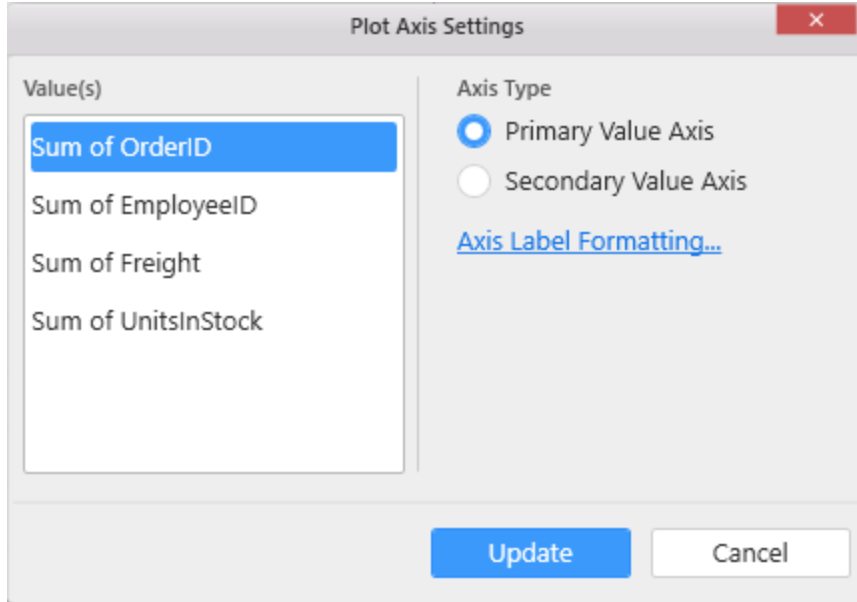 Plot Axis Settings
Value(s)
Sum of OrderID
Sum of EmployeeID
Sum of Freight
Sum of UnitsInStock
Axis Type
Primary Value Axis
Secondary Value Axis
Axis Label Formatting...
Update
Cancel